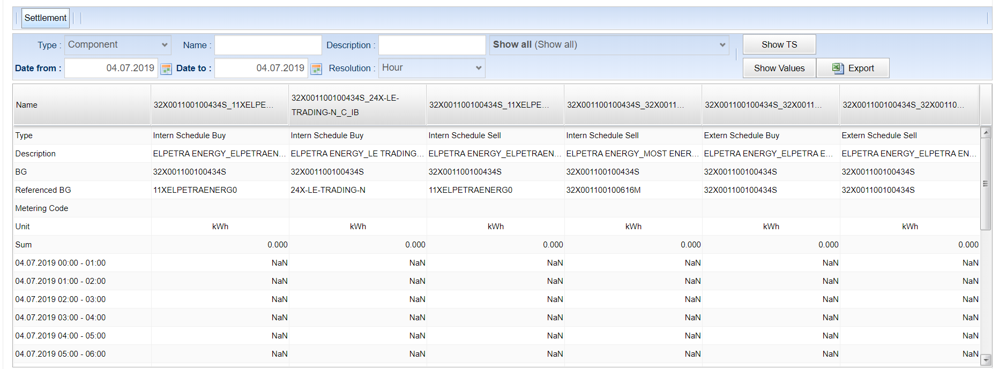 Settlement
Type : Component Name : Description : Show all (Show all) Show TS
Date from : 04.07.2019 Date to : 04.07.2019 Resolution : Hour Show Values Export
Name 32X001100100434S_11XELPE... 32X001100100434S_24X-LE-TRADING-N_C_IB 32X001100100434S_11XELPE... 32X001100100434S_32X0011... 32X001100100434S_32X0011... 32X001100100434S_32X00110...
Type Intern Schedule Buy Intern Schedule Buy Intern Schedule Sell Intern Schedule Sell Extern Schedule Buy Extern Schedule Sell
Description ELPETRA ENERGY_ELPETRAEN... ELPETRA ENERGY_LE TRADING... ELPETRA ENERGY_ELPETRAEN... ELPETRA ENERGY_MOST ENER... ELPETRA ENERGY_ELPETRA E... ELPETRA ENERGY_ELPETRA EN...
BG 32X001100100434S 32X001100100434S 32X001100100434S 32X001100100434S 32X001100100434S 32X001100100434S
Referenced BG 11XELPETRAENERG0 24X-LE-TRADING-N 11XELPETRAENERG0 32X001100100616M 32X001100100434S 32X001100100434S
Metering Code
Unit kWh kWh kWh kWh kWh kWh
Sum 0.000 0.000 0.000 0.000 0.000 0.000
04.07.2019 00:00 - 01:00 NaN NaN NaN NaN NaN NaN
04.07.2019 01:00 - 02:00 NaN NaN NaN NaN NaN NaN
04.07.2019 02:00 - 03:00 NaN NaN NaN NaN NaN NaN
04.07.2019 03:00 - 04:00 NaN NaN NaN NaN NaN NaN
04.07.2019 04:00 - 05:00 NaN NaN NaN NaN NaN NaN
04.07.2019 05:00 - 06:00 NaN NaN NaN NaN NaN NaN